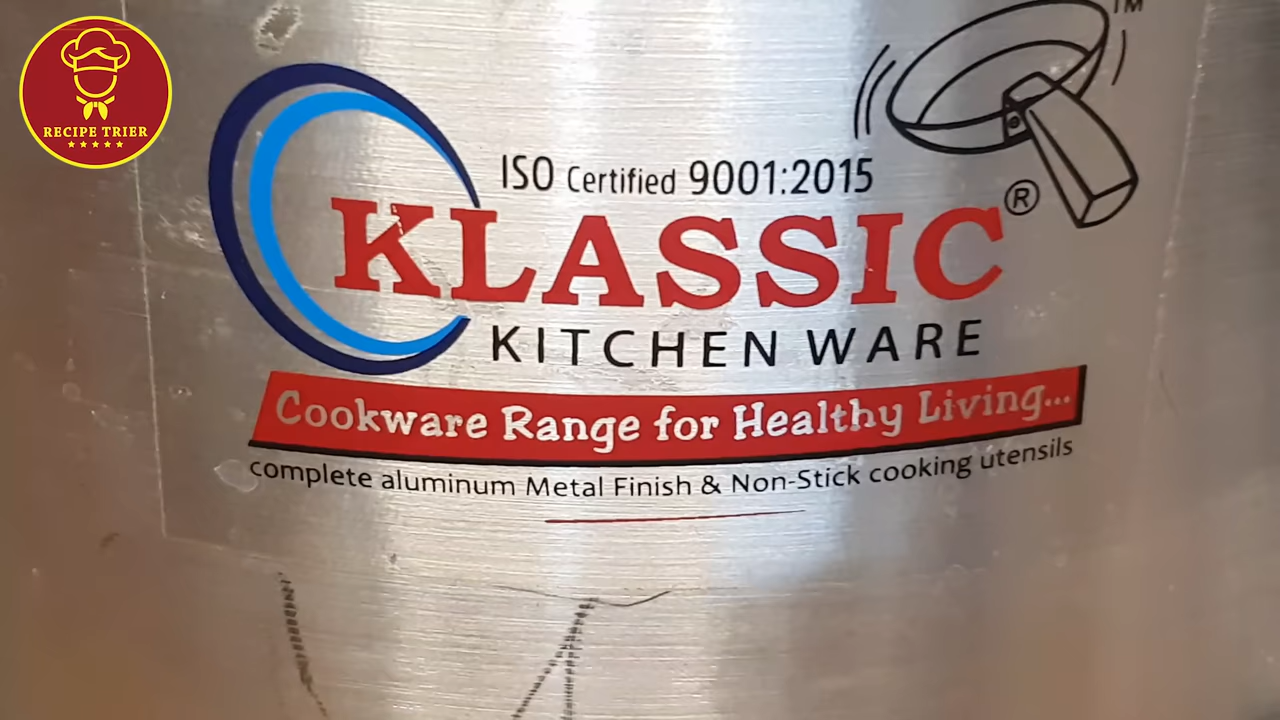 RECIPE TRIER
TM
ISO Certified 9001:2015
KLASSIC®
KITCHEN WARE
Cookware Range for Healthy Living...
complete aluminum Metal Finish & Non-Stick cooking utensils